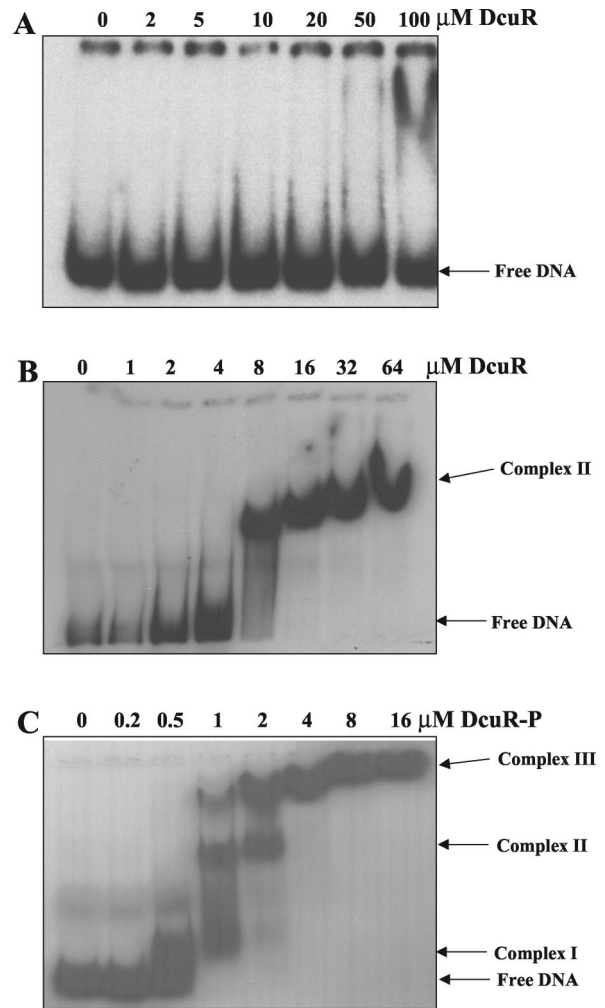 A 0 2 5 10 20 50 100 μM DcuR
Free DNA
B 0 1 2 4 8 16 32 64 μM DcuR
Complex II
Free DNA
C 0 0.2 0.5 1 2 4 8 16 μM DcuR-P
Complex III
Complex II
Complex I
Free DNA